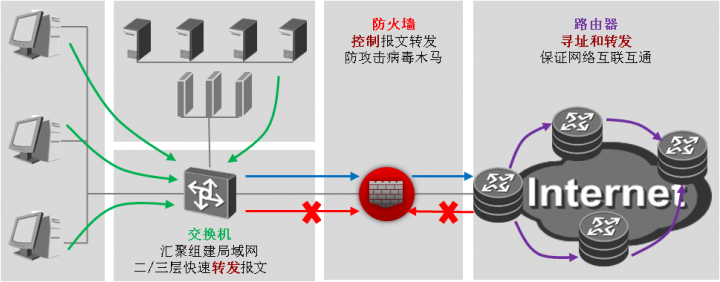 防火墙
控制报文转发
防攻击病毒木马
路由器
寻址和转发
保证网络互联互通
Internet
交换机
汇聚组建局域网
二/三层快速转发报文